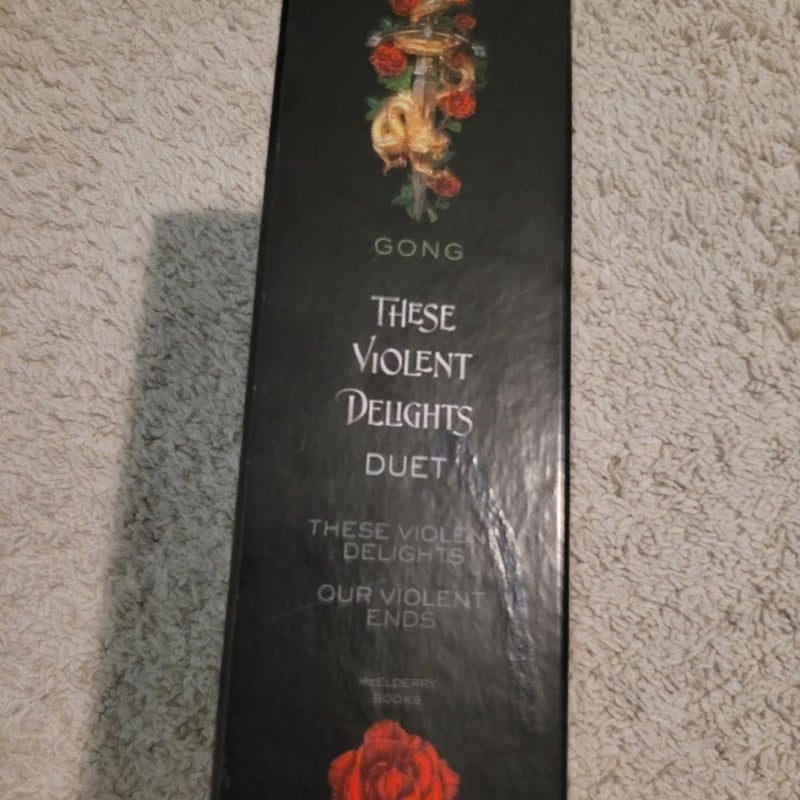 GONG
THESE
VIOLENT
DELIGHTS
DUET
THESE VIOLENT
DELIGHTS
OUR VIOLENT
ENDS
McELDERRY
BOOKS